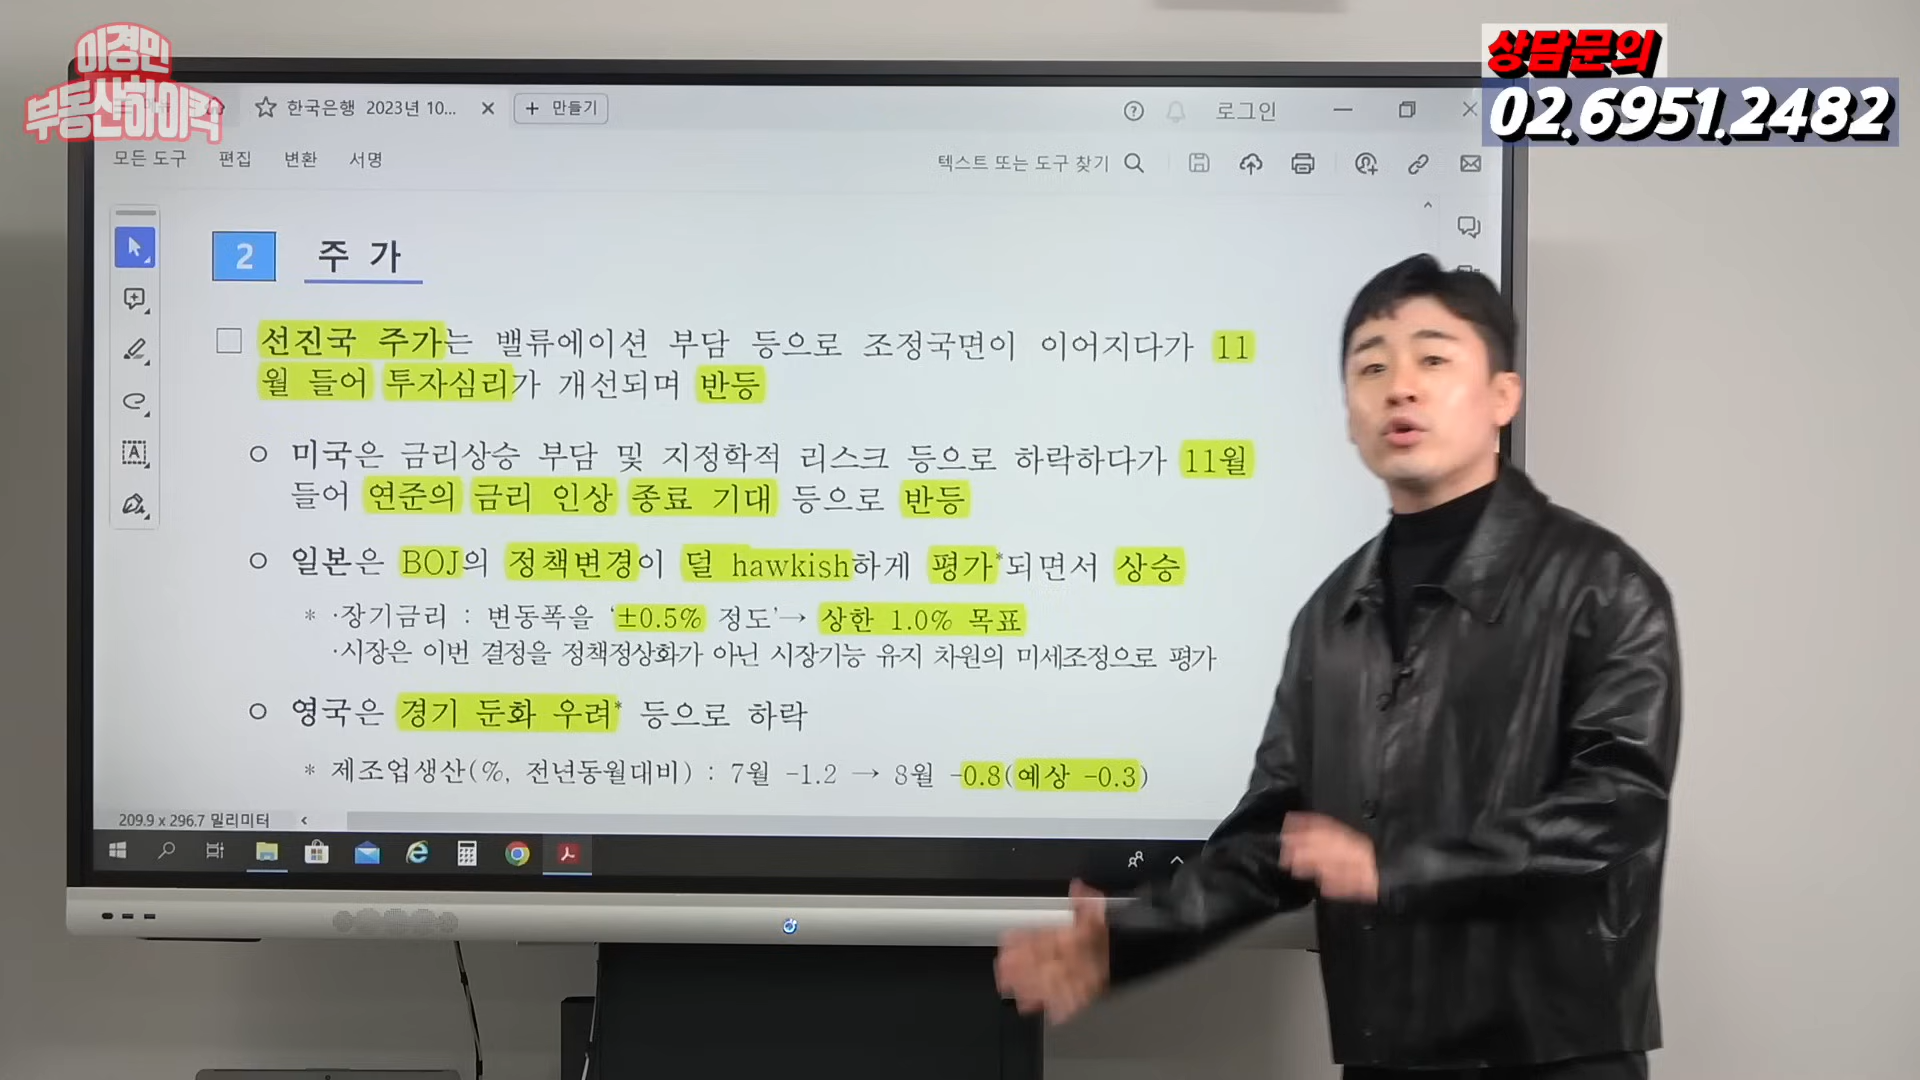 이경민
부동산하이킥
상담문의
02.6951.2482
한국은행 2023년 10... × + 만들기
로그인
모든 도구 편집 변환 서명
텍스트 또는 도구 찾기
2 주 가
□ 선진국 주가는 밸류에이션 부담 등으로 조정국면이 이어지다가 11
월 들어 투자심리가 개선되며 반등
○ 미국은 금리상승 부담 및 지정학적 리스크 등으로 하락하다가 11월
들어 연준의 금리 인상 종료 기대 등으로 반등
○ 일본은 BOJ의 정책변경이 덜 hawkish하게 평가*되면서 상승
* ·장기금리 : 변동폭을 '±0.5% 정도'→ 상한 1.0% 목표
·시장은 이번 결정을 정책정상화가 아닌 시장기능 유지 차원의 미세조정으로 평가
○ 영국은 경기 둔화 우려* 등으로 하락
* 제조업생산(%, 전년동월대비) : 7월 -1.2 → 8월 -0.8(예상 -0.3)
209.9 x 296.7 밀리미터